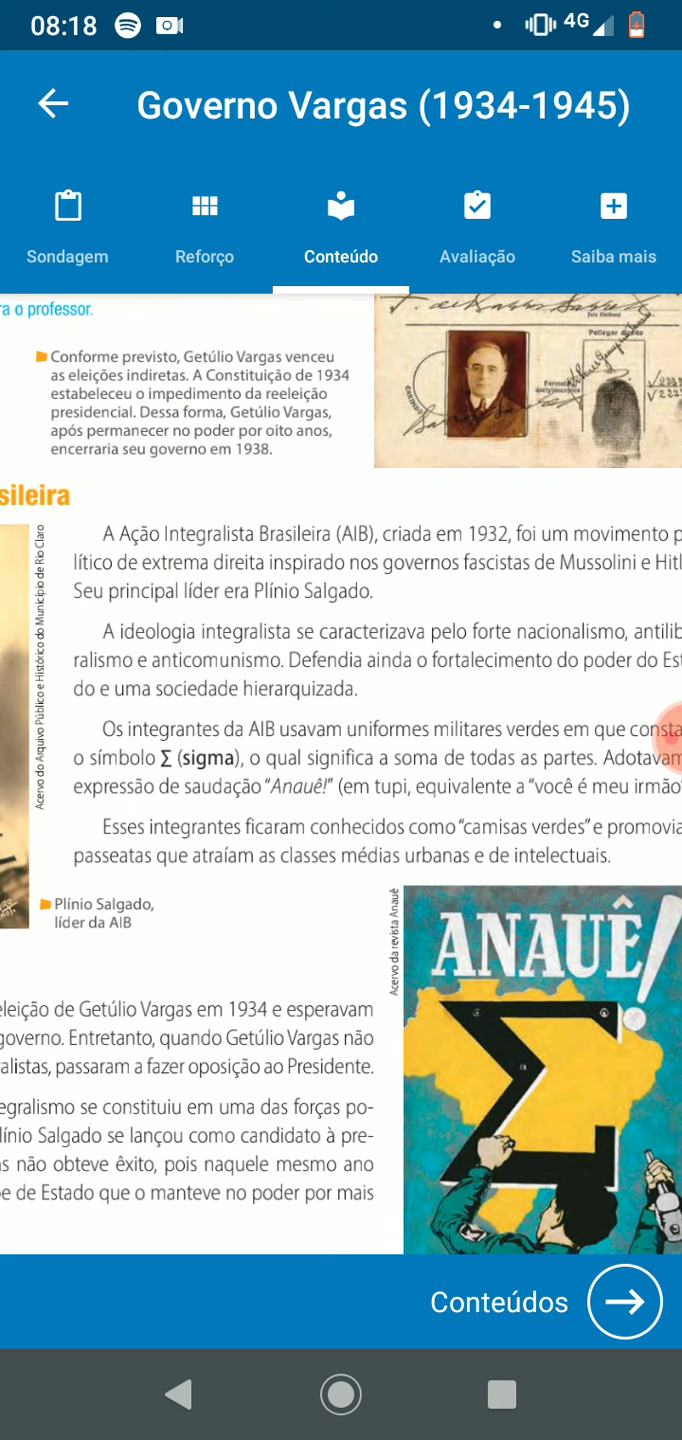 08:18
4G
Governo Vargas (1934-1945)
Sondagem
Reforço
Conteúdo
Avaliação
Saiba mais
ra o professor.
Conforme previsto, Getúlio Vargas venceu
as eleições indiretas. A Constituição de 1934
estabeleceu o impedimento da reeleição
presidencial. Dessa forma, Getúlio Vargas,
após permanecer no poder por oito anos,
encerraria seu governo em 1938.
Pollegar
sileira
Acervo do Arquivo Público e Histórico do Município de Rio Claro
A Ação Integralista Brasileira (AIB), criada em 1932, foi um movimento p
lítico de extrema direita inspirado nos governos fascistas de Mussolini e Hitl
Seu principal líder era Plínio Salgado.
A ideologia integralista se caracterizava pelo forte nacionalismo, antilib
ralismo e anticomunismo. Defendia ainda o fortalecimento do poder do Est
do e uma sociedade hierarquizada.
Os integrantes da AIB usavam uniformes militares verdes em que consta
o símbolo ∑ (sigma), o qual significa a soma de todas as partes. Adotavam
expressão de saudação “Anauê!” (em tupi, equivalente a “você é meu irmão”
Esses integrantes ficaram conhecidos como “camisas verdes” e promovia
passeatas que atraíam as classes médias urbanas e de intelectuais.
Plínio Salgado,
líder da AIB
Acervo da revista Anauê
ANAUÊ!
Σ
eleição de Getúlio Vargas em 1934 e esperavam
governo. Entretanto, quando Getúlio Vargas não
alistas, passaram a fazer oposição ao Presidente.
egralismo se constituiu em uma das forças po-
línio Salgado se lançou como candidato à pre-
as não obteve êxito, pois naquele mesmo ano
pe de Estado que o manteve no poder por mais
Conteúdos